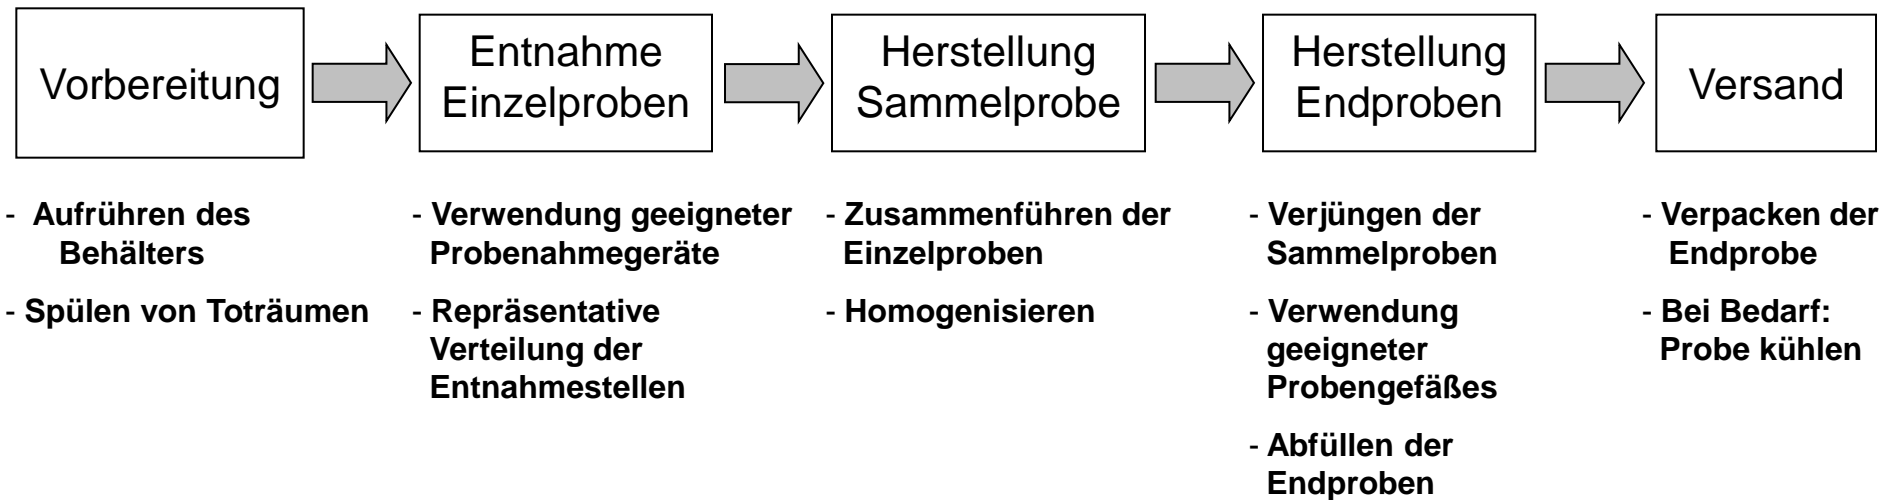 Vorbereitung
Entnahme
Einzelproben
Herstellung
Sammelprobe
Herstellung
Endproben
Versand
- Aufrühren des
Behälters
- Spülen von Toträumen
- Verwendung geeigneter
Probenahmegeräte
- Repräsentative
Verteilung der
Entnahmestellen
- Zusammenführen der
Einzelproben
- Homogenisieren
- Verjüngen der
Sammelproben
- Verwendung
geeigneter
Probengefäßes
- Abfüllen der
Endproben
- Verpacken der
Endprobe
- Bei Bedarf:
Probe kühlen